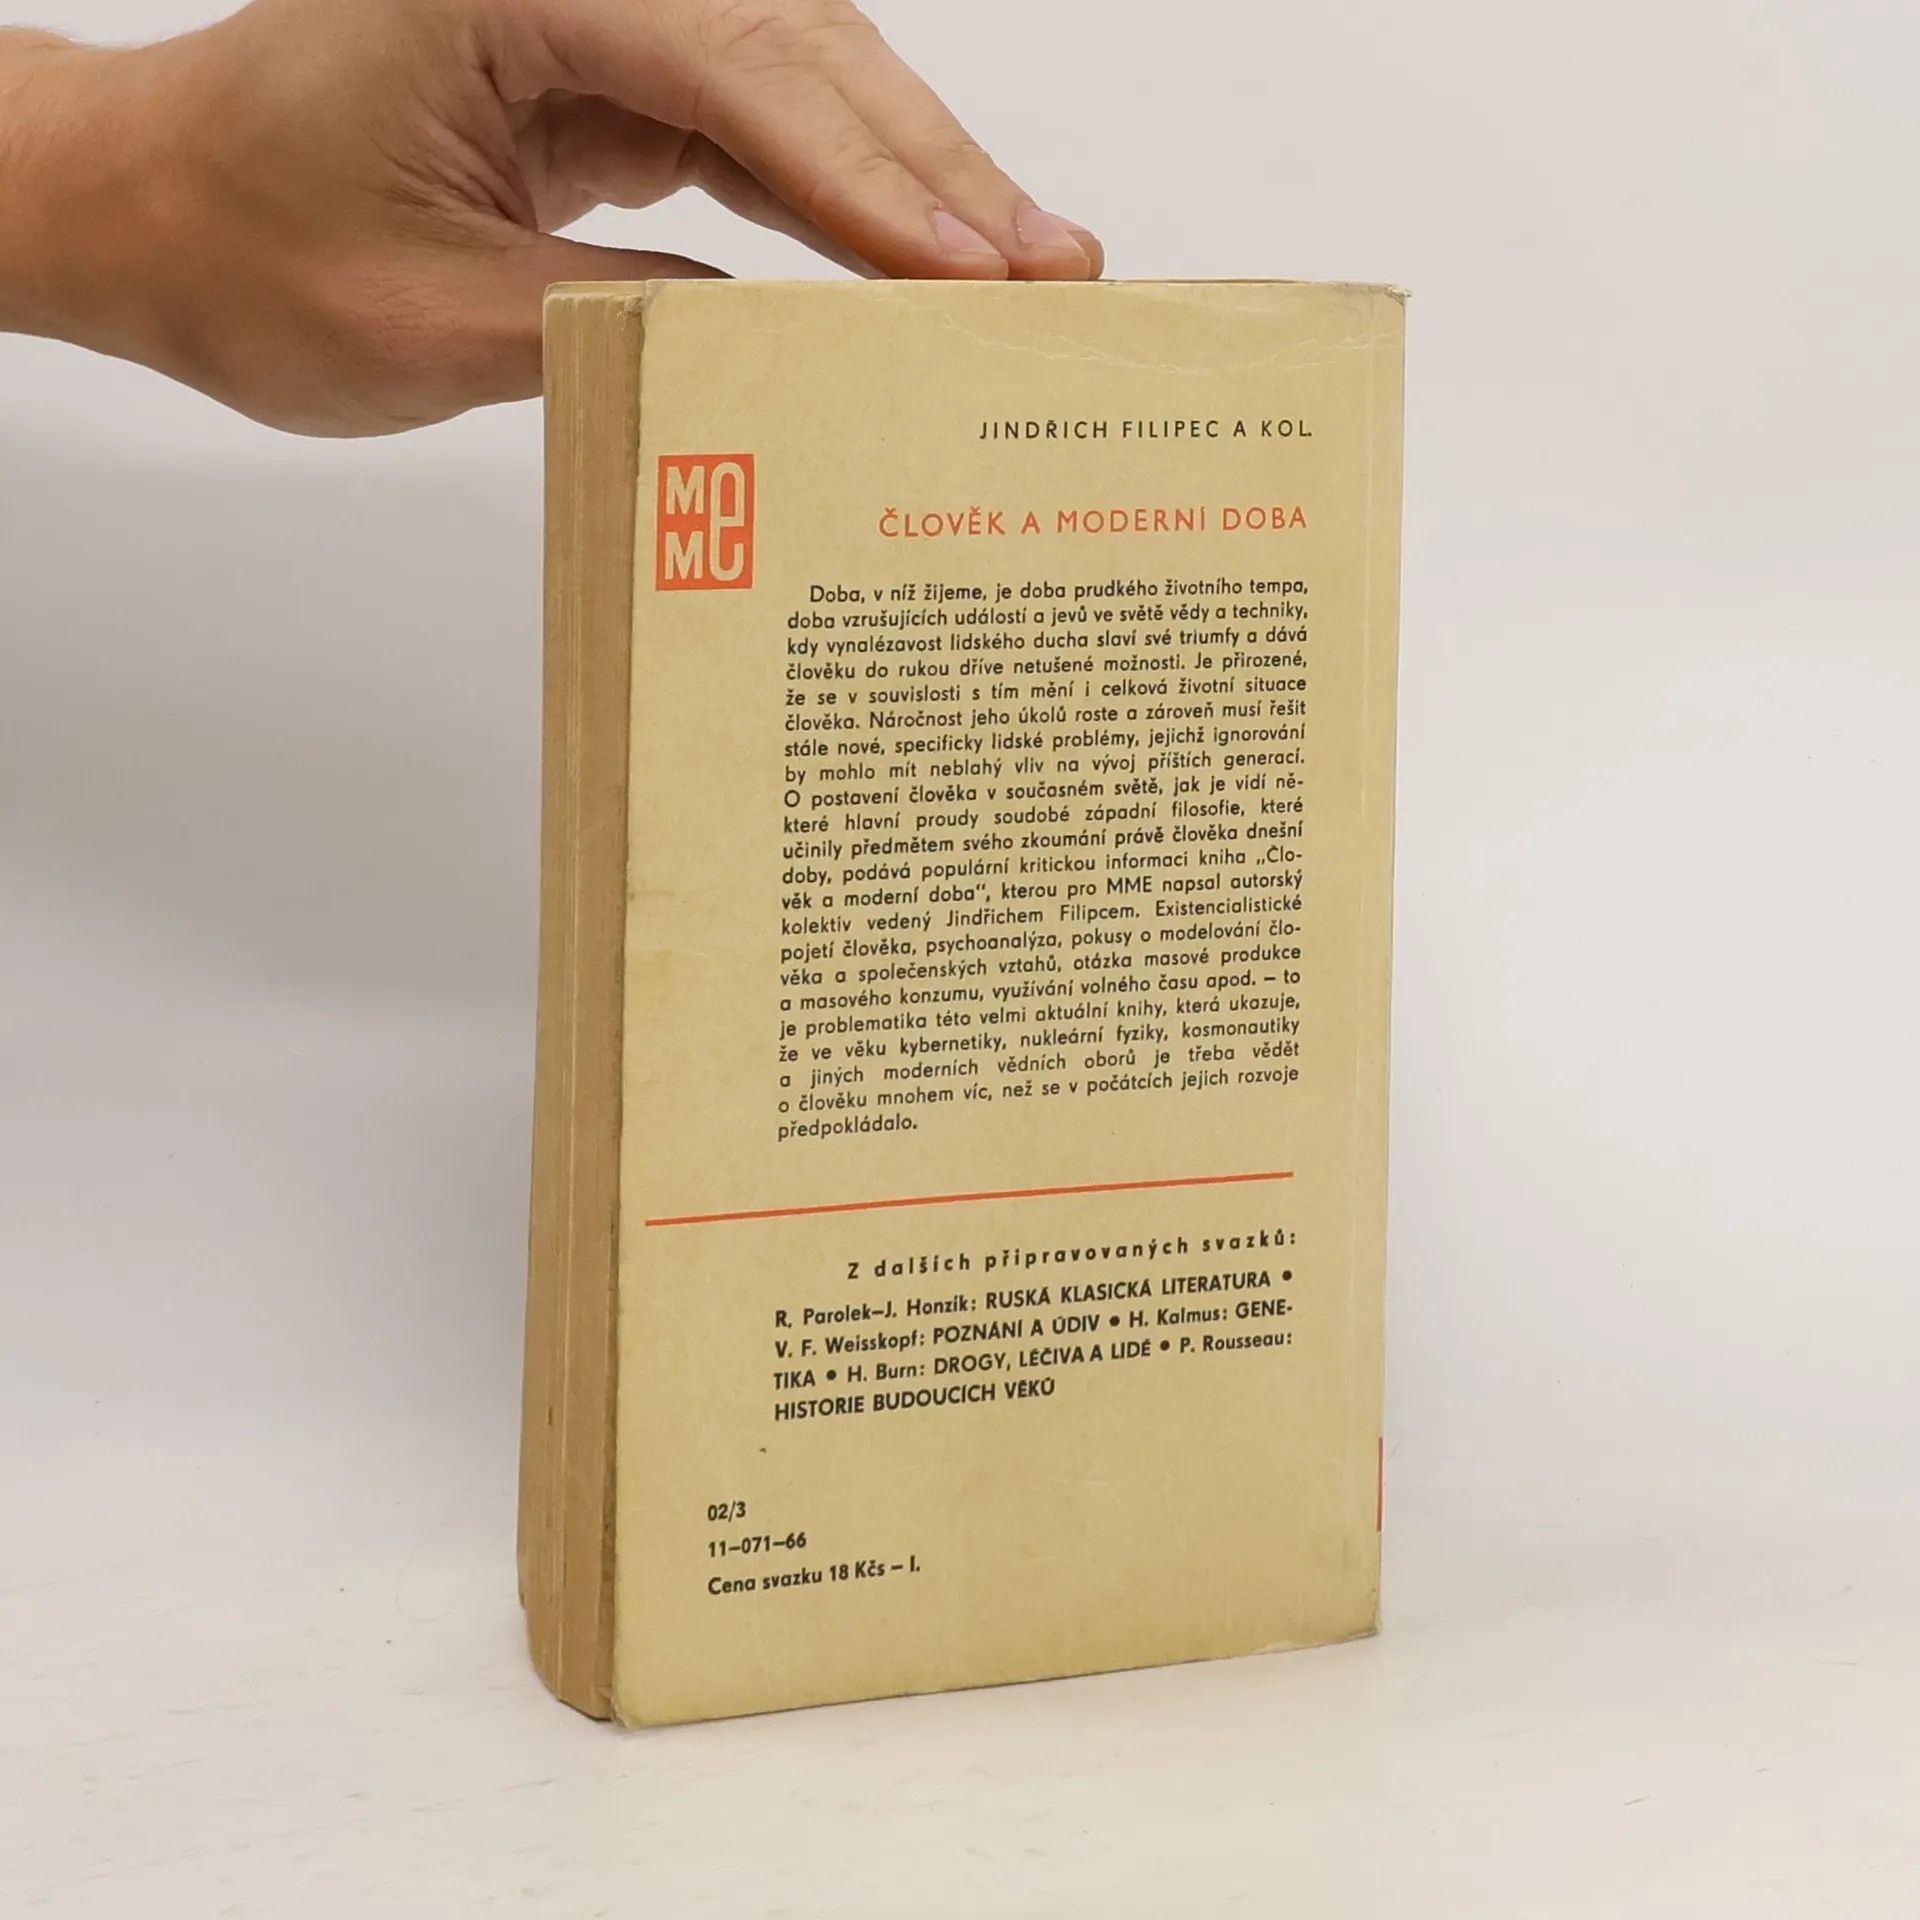 JINDŘICH FILIPEC A KOL.
MME
ČLOVĚK A MODERNÍ DOBA
Doba, v níž žijeme, je doba prudkého životního tempa,
doba vzrušujících událostí a jevů ve světě vědy a techniky,
kdy vynalézavost lidského ducha slaví své triumfy a dává
člověku do rukou dříve netušené možnosti. Je přirozené,
že se v souvislosti s tím mění i celková životní situace
člověka. Náročnost jeho úkolů roste a zároveň musí řešit
stále nové, specificky lidské problémy, jejichž ignorování
by mohlo mít neblahý vliv na vývoj příštích generací.
O postavení člověka v současném světě, jak je vidí ně-
které hlavní proudy soudobé západní filosofie, které
učinily předmětem svého zkoumání právě člověka dnešní
doby, podává populární kritickou informaci kniha „Člo-
věk a moderní doba“, kterou pro MME napsal autorský
kolektiv vedený Jindřichem Filipcem. Existencialistické
pojetí člověka, psychoanalýza, pokusy o modelování člo-
věka a společenských vztahů, otázka masové produkce
a masového konzumu, využívání volného času apod. – to
je problematika této velmi aktuální knihy, která ukazuje,
že ve věku kybernetiky, nukleární fyziky, kosmonautiky
a jiných moderních vědních oborů je třeba vědět
o člověku mnohem víc, než se v počátcích jejich rozvoje
předpokládalo.
Z dalších připravovaných svazků:
R. Parolek–J. Honzík: RUSKÁ KLASICKÁ LITERATURA •
V. F. Weisskopf: POZNÁNÍ A ÚDIV • H. Kalmus: GENE-
TIKA • H. Burn: DROGY, LÉČIVA A LIDÉ • P. Rousseau:
HISTORIE BUDOUCÍCH VĚKŮ
02/3
11–071–66
Cena svazku 18 Kčs – I.